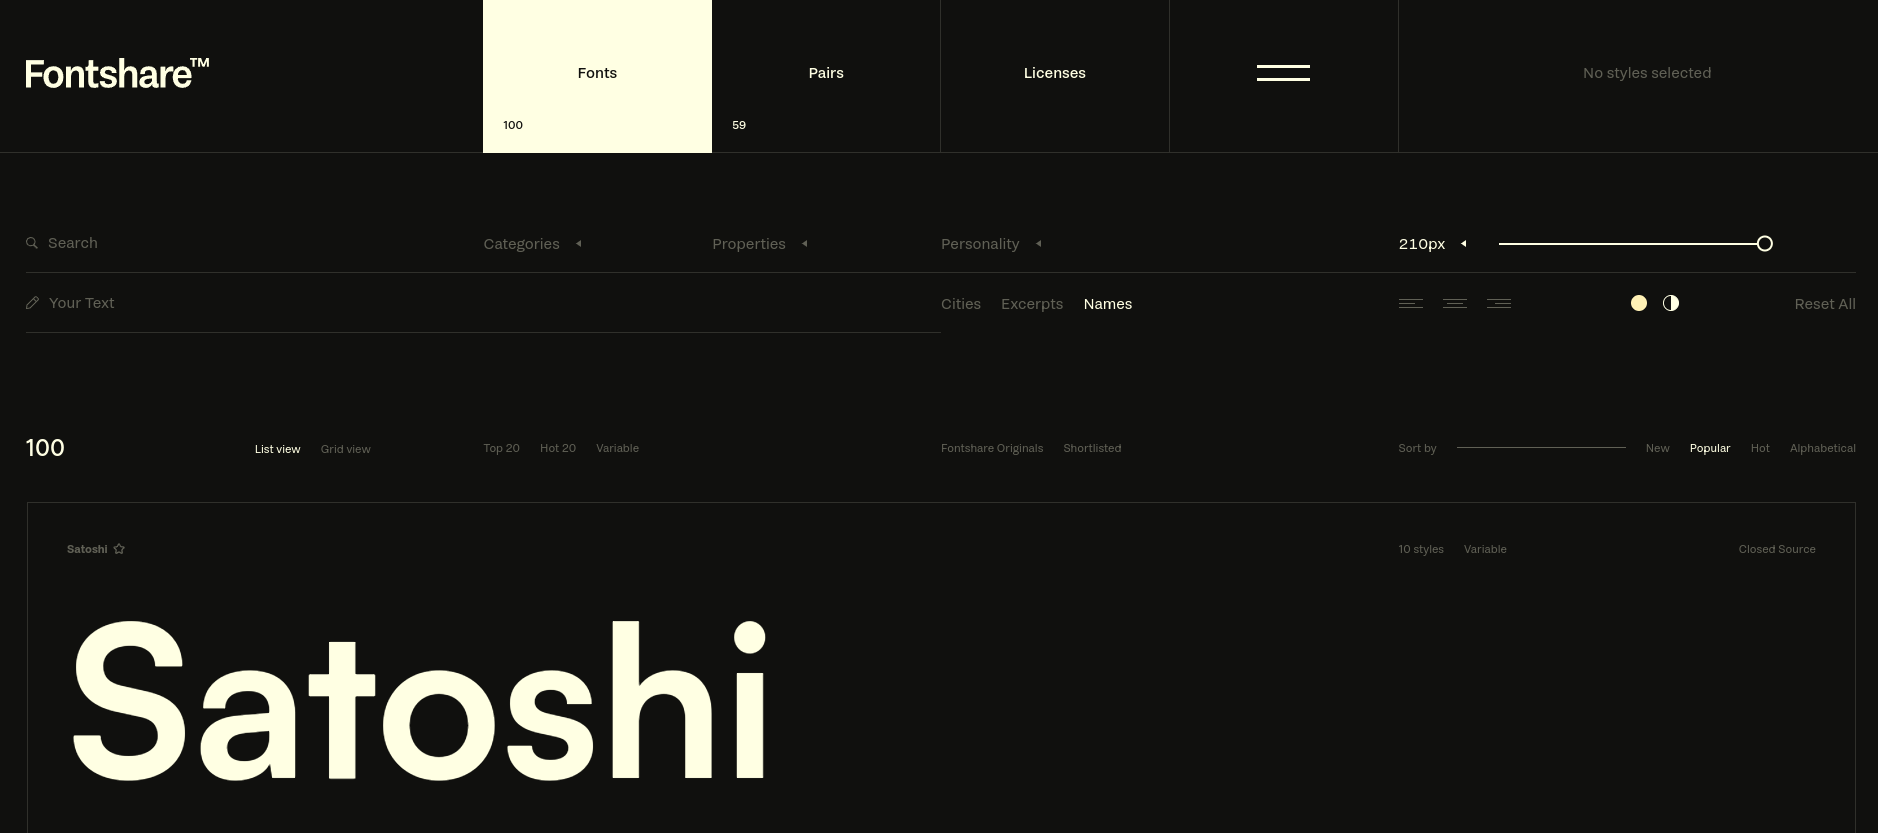 Fontshare™
Fonts
100
Pairs
59
Licenses
No styles selected
Search
Categories
Properties
Personality
210px
Your Text
Cities Excerpts Names
Reset All
100
List view Grid view
Top 20 Hot 20 Variable
Fontshare Originals Shortlisted
Sort by
New Popular Hot Alphabetical
Satoshi
10 styles Variable
Closed Source
Satoshi